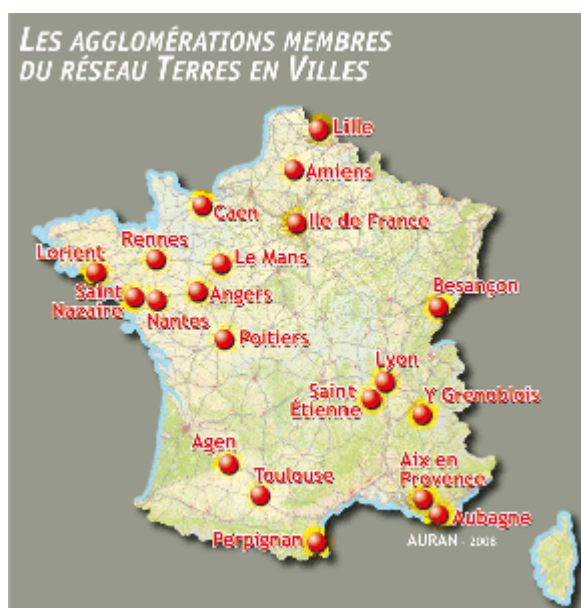 LES AGGLOMÉRATIONS MEMBRES
DU RÉSEAU TERRES EN VILLES
Lille
Amiens
Caen
Ile de France
Rennes
Lorient
Le Mans
Saint
Nazaire
Angers
Besançon
Nantes
Poitiers
Lyon
Saint
Étienne
Y Grenoblois
Agen
Toulouse
Aix en
Provence
Aubagne
Perpignan
AURAN - 2008